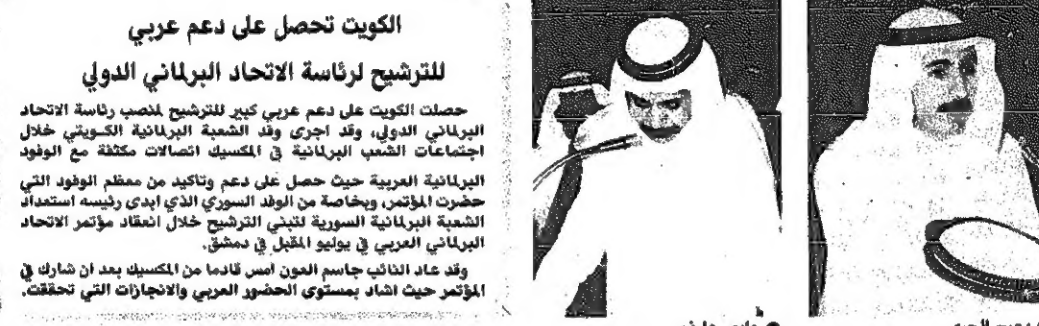 الكويت تحصل على دعم عربي
للترشيح لرئاسة الاتحاد البرلماني الدولي
حصلت الكويت على دعم عربي كبير للترشيح لمنصب رئاسة الاتحاد
البرلماني الدولي، وقد اجرى وفد الشعبة البرلمانية الكويتي خلال
اجتماعات الشعب البرلمانية في المكسيك اتصالات مكثفة مع الوفود
البرلمانية العربية حيث حصل على دعم وتاكيد من معظم الوفود التي
حضرت المؤتمر، وبخاصة من الوفد السوري الذي ابدى رئيسه استعداد
الشعبة البرلمانية السورية لتبني الترشيح خلال انعقاد مؤتمر الاتحاد
البرلماني العربي في يوليو المقبل في دمشق.
وقد عاد النائب جاسم العون امس قادما من المكسيك بعد ان شارك في
المؤتمر حيث اشاد بمستوى الحضور العربي والانجازات التي تحققت.